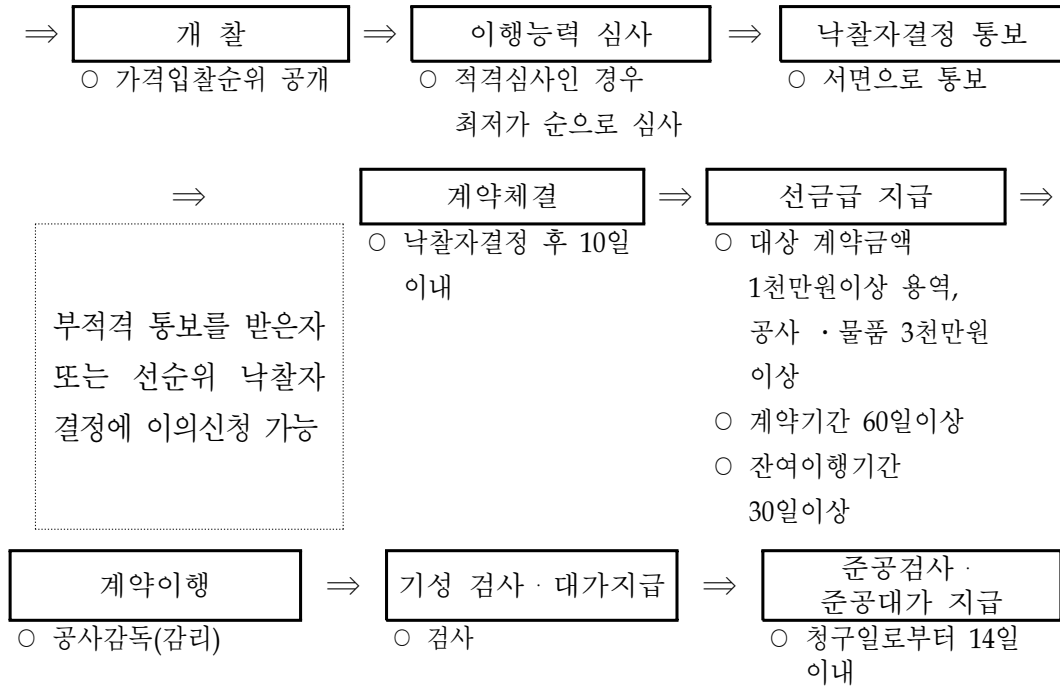 ⇒ 개 찰 ⇒ 이행능력 심사 ⇒ 낙찰자결정 통보
○ 가격입찰순위 공개
○ 적격심사인 경우
최저가 순으로 심사
○ 서면으로 통보
⇒ 계약체결 ⇒ 선금급 지급 ⇒
부적격 통보를 받은자
또는 선순위 낙찰자
결정에 이의신청 가능
○ 낙찰자결정 후 10일
이내
○ 대상 계약금액
1천만원이상 용역,
공사 ·물품 3천만원
이상
○ 계약기간 60일이상
○ 잔여이행기간
30일이상
계약이행 ⇒ 기성 검사·대가지급 ⇒ 준공검사·
준공대가 지급
○ 공사감독(감리)
○ 검사
○ 청구일로부터 14일
이내